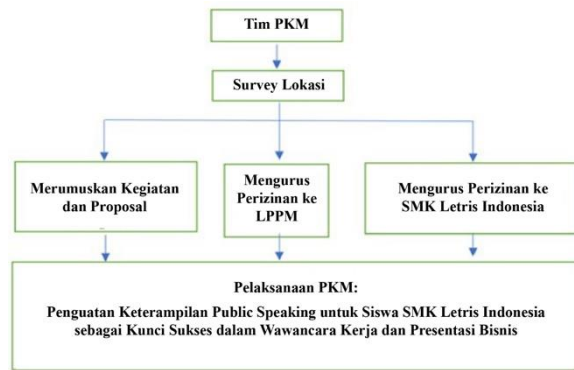 Tim PKM
Survey Lokasi
Merumuskan Kegiatan
dan Proposal
Mengurus
Perizinan ke
LPPM
Mengurus Perizinan ke
SMK Letris Indonesia
Pelaksanaan PKM:
Penguatan Keterampilan Public Speaking untuk Siswa SMK Letris Indonesia
sebagai Kunci Sukses dalam Wawancara Kerja dan Presentasi Bisnis